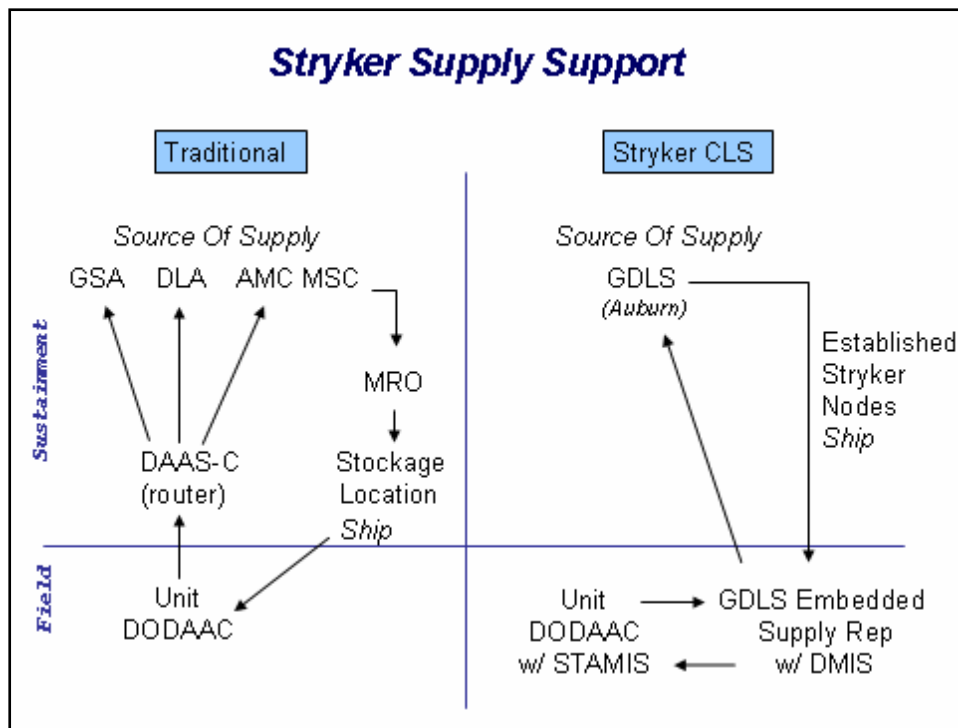 Stryker Supply Support
Traditional
Source Of Supply
GSA DLA AMC MSC
MRO
DAAS-C
(router)
Stockage
Location
Ship
Unit
DODAAC
Stryker CLS
Source Of Supply
GDLS
(Auburn)
Established
Stryker
Nodes
Ship
Unit
DODAAC
w/ STAMIS
GDLS Embedded
Supply Rep
w/ DMIS
Sustainment
Field